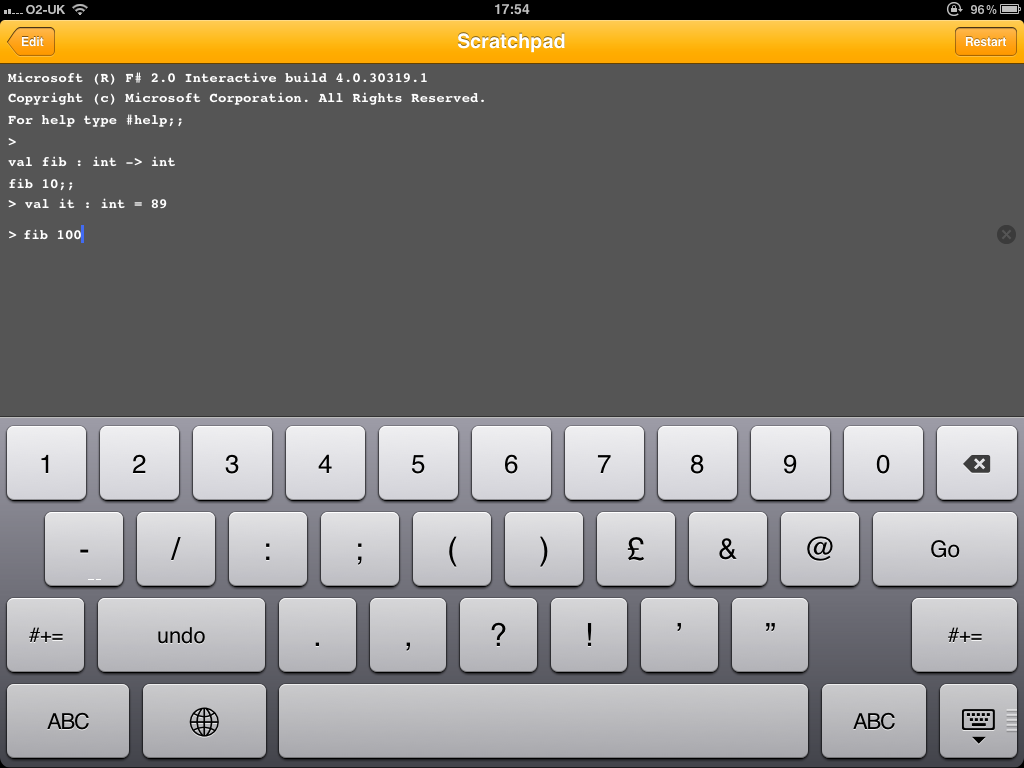 O2-UK 17:54 96%
Edit Scratchpad Restart
Microsoft (R) F# 2.0 Interactive build 4.0.30319.1
Copyright (c) Microsoft Corporation. All Rights Reserved.
For help type #help;;
>
val fib : int -> int
fib 10;;
> val it : int = 89
> fib 100
1 2 3 4 5 6 7 8 9 0
- / : ; ( ) £ & @ Go
#+= undo . , ? ! ’ ” #+=
ABC ABC